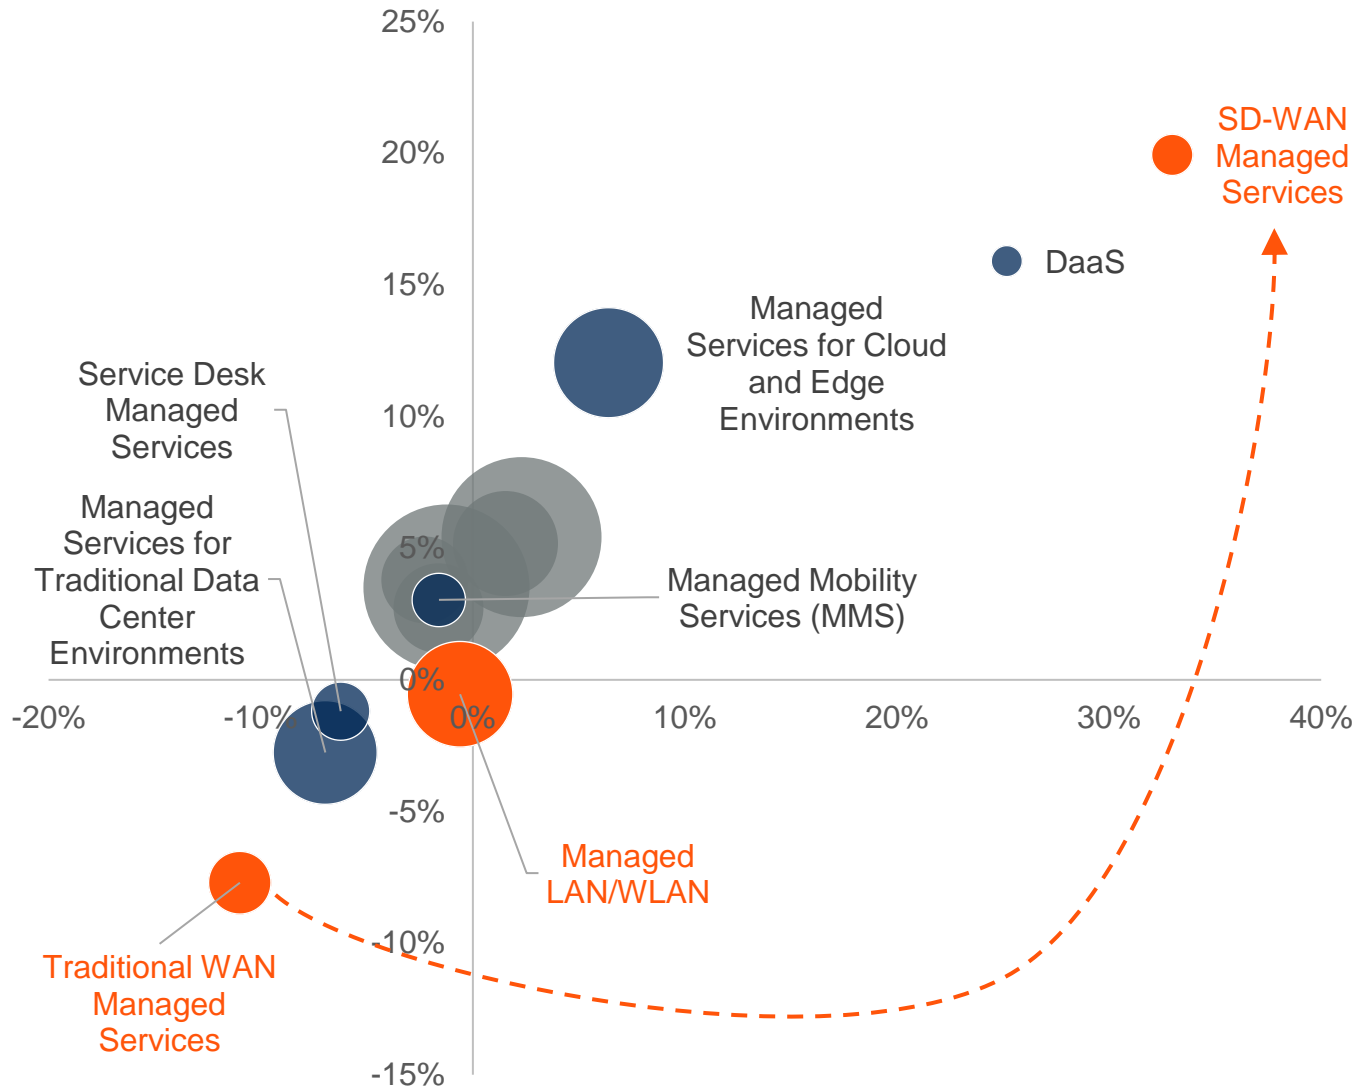 25%
SD-WAN
Managed
Services
20%
DaaS
15%
Managed
Services for Cloud
and Edge
Environments
Service Desk
Managed
Services
10%
Managed
Services for
Traditional Data
Center
Environments
5%
Managed Mobility
Services (MMS)
0%
-20%
-10%
0%
10%
20%
30%
40%
-5%
Managed
LAN/WLAN
-10%
Traditional WAN
Managed
Services
-15%